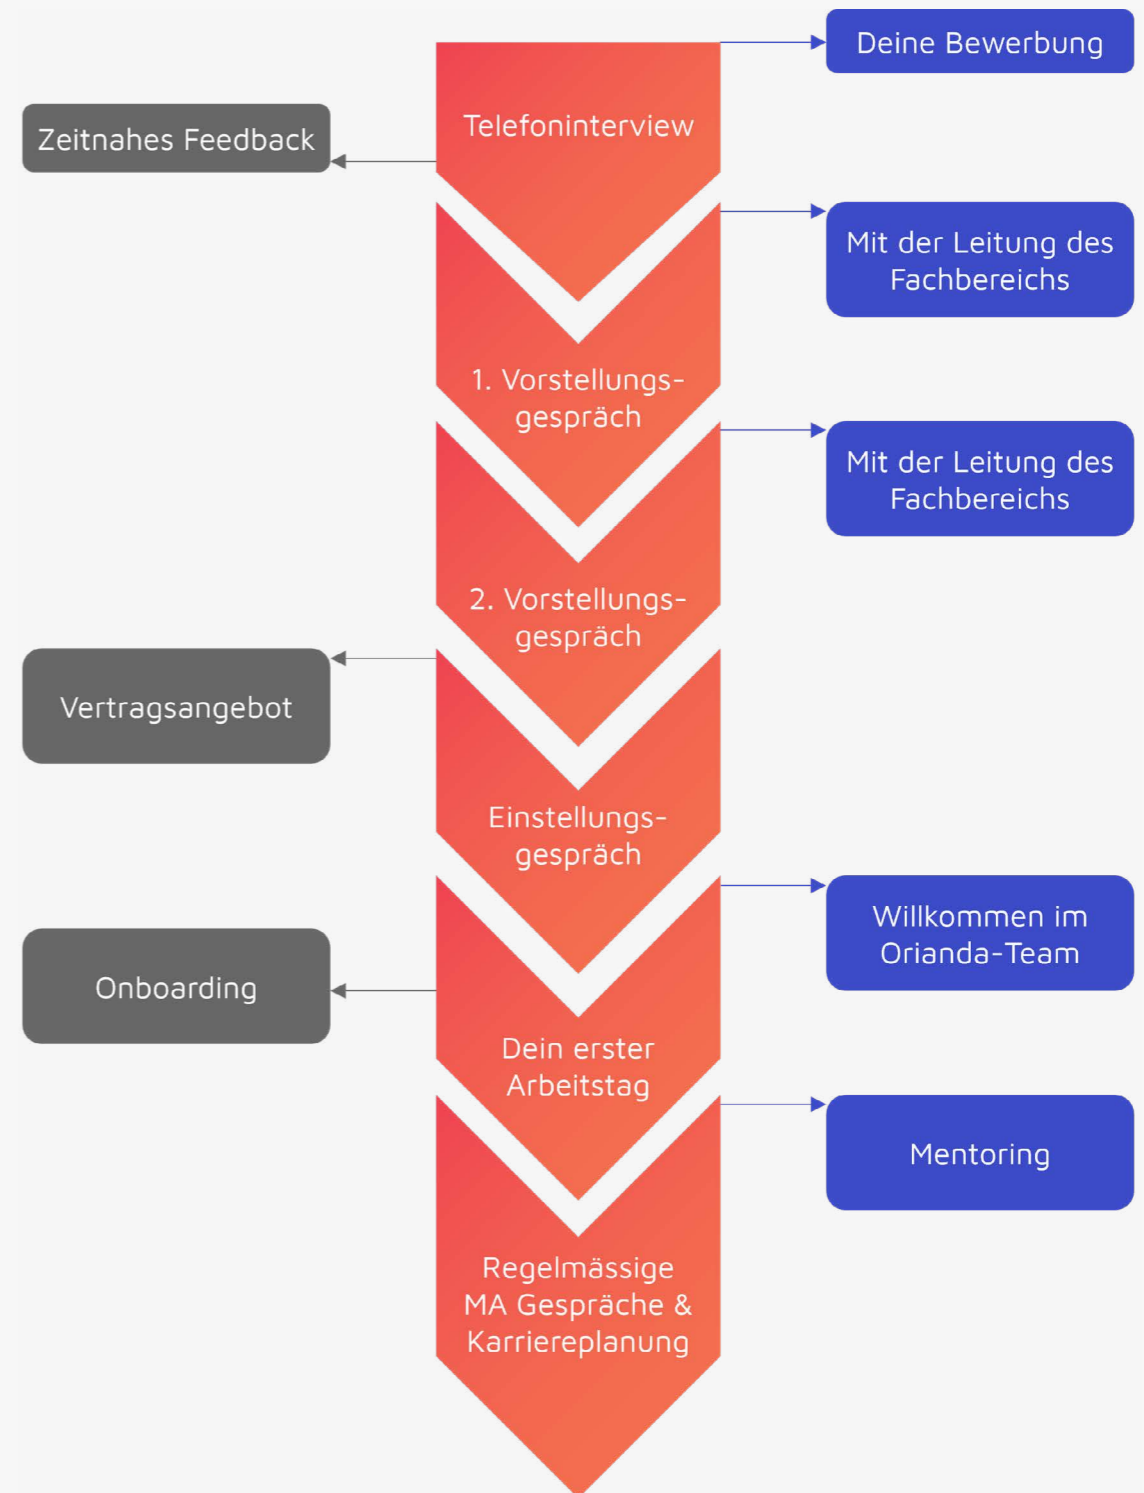 Deine Bewerbung
Telefoninterview
Zeitnahes Feedback
Mit der Leitung des
Fachbereichs
1. Vorstellungs-
gespräch
Mit der Leitung des
Fachbereichs
2. Vorstellungs-
gespräch
Vertragsangebot
Einstellungs-
gespräch
Willkommen im
Orianda-Team
Onboarding
Dein erster
Arbeitstag
Mentoring
Regelmässige
MA Gespräche &
Karriereplanung